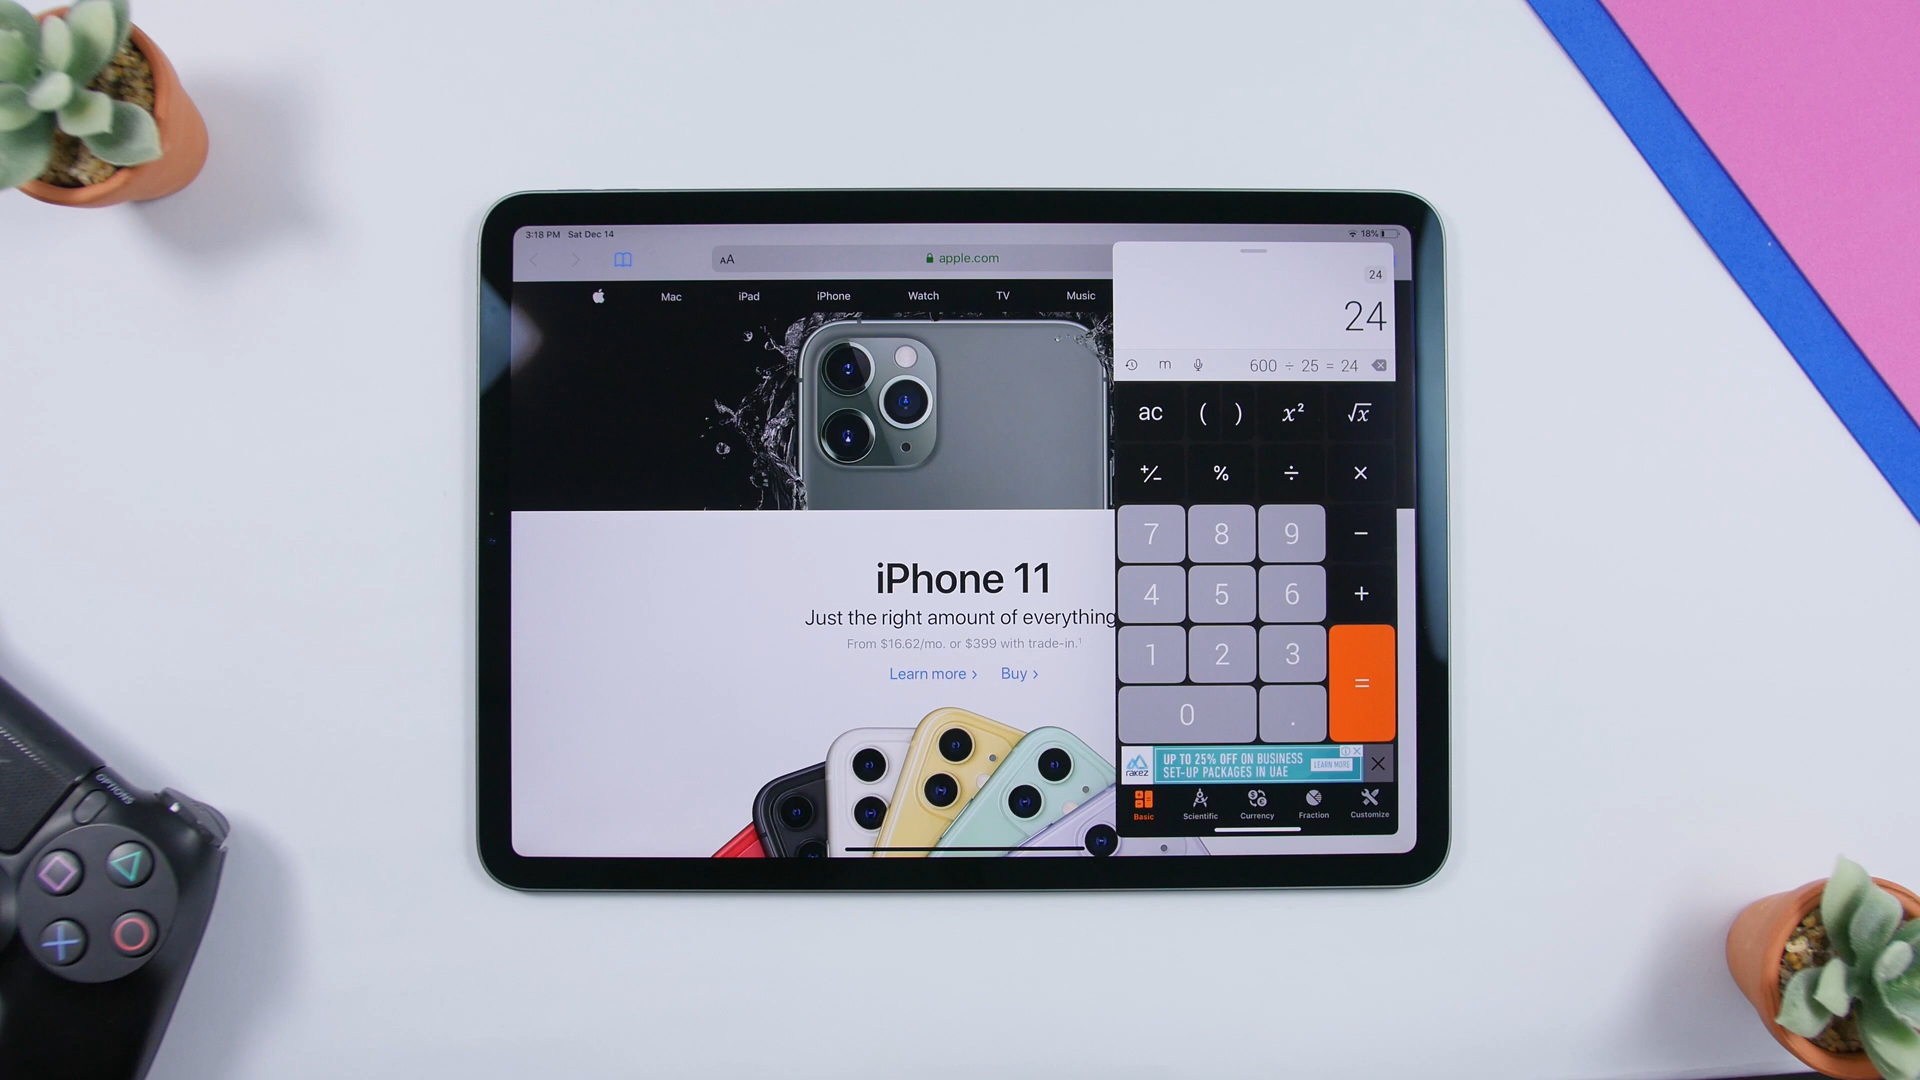 3:18 PM Sat Dec 14
18%
AA
apple.com
Mac iPad iPhone Watch TV Music
iPhone 11
Just the right amount of everything
From $16.62/mo. or $399 with trade-in.¹
Learn more >
Buy >
24
24
m
600 ÷ 25 = 24
ac ( ) x² √x
+/- % ÷ ×
7 8 9 −
4 5 6 +
1 2 3
=
0 .
rakez
UP TO 25% OFF ON BUSINESS
SET-UP PACKAGES IN UAE
LEARN MORE
Basic Scientific Currency Fraction Customize
OPTIONS